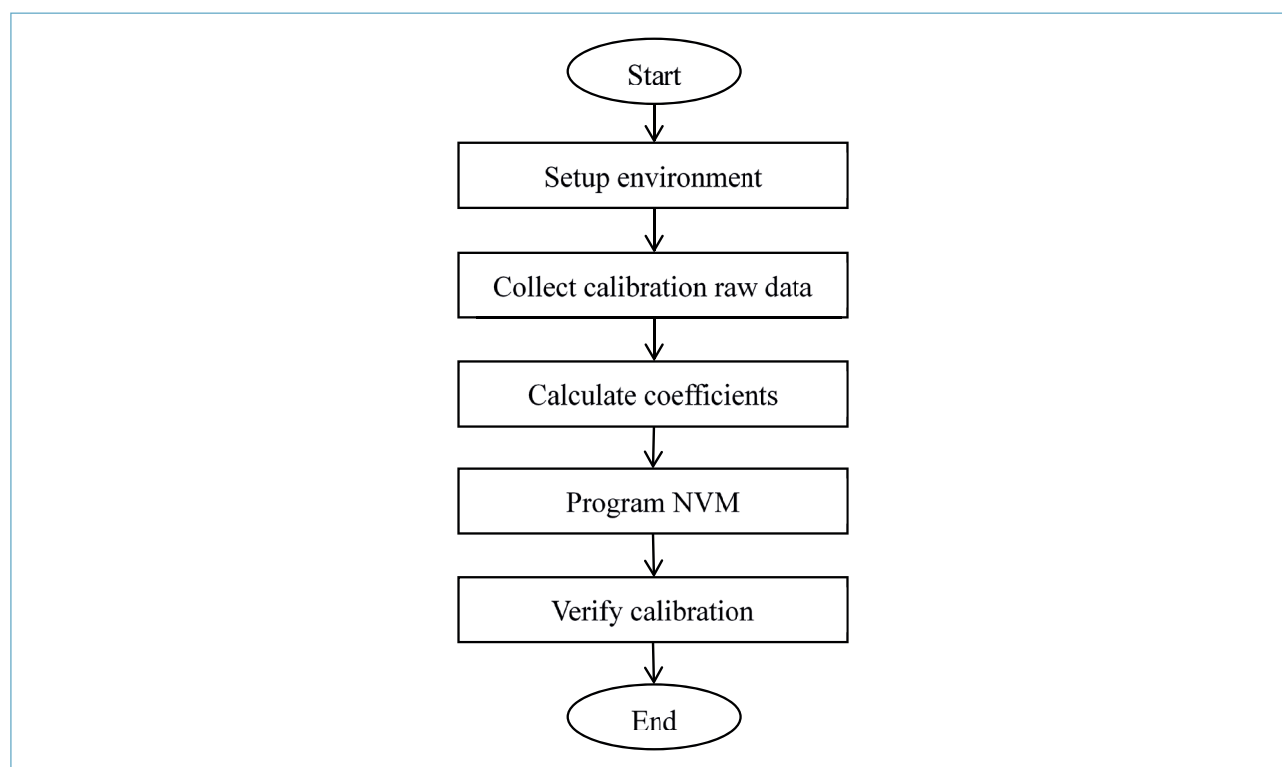 Start
Setup environment
Collect calibration raw data
Calculate coefficients
Program NVM
Verify calibration
End